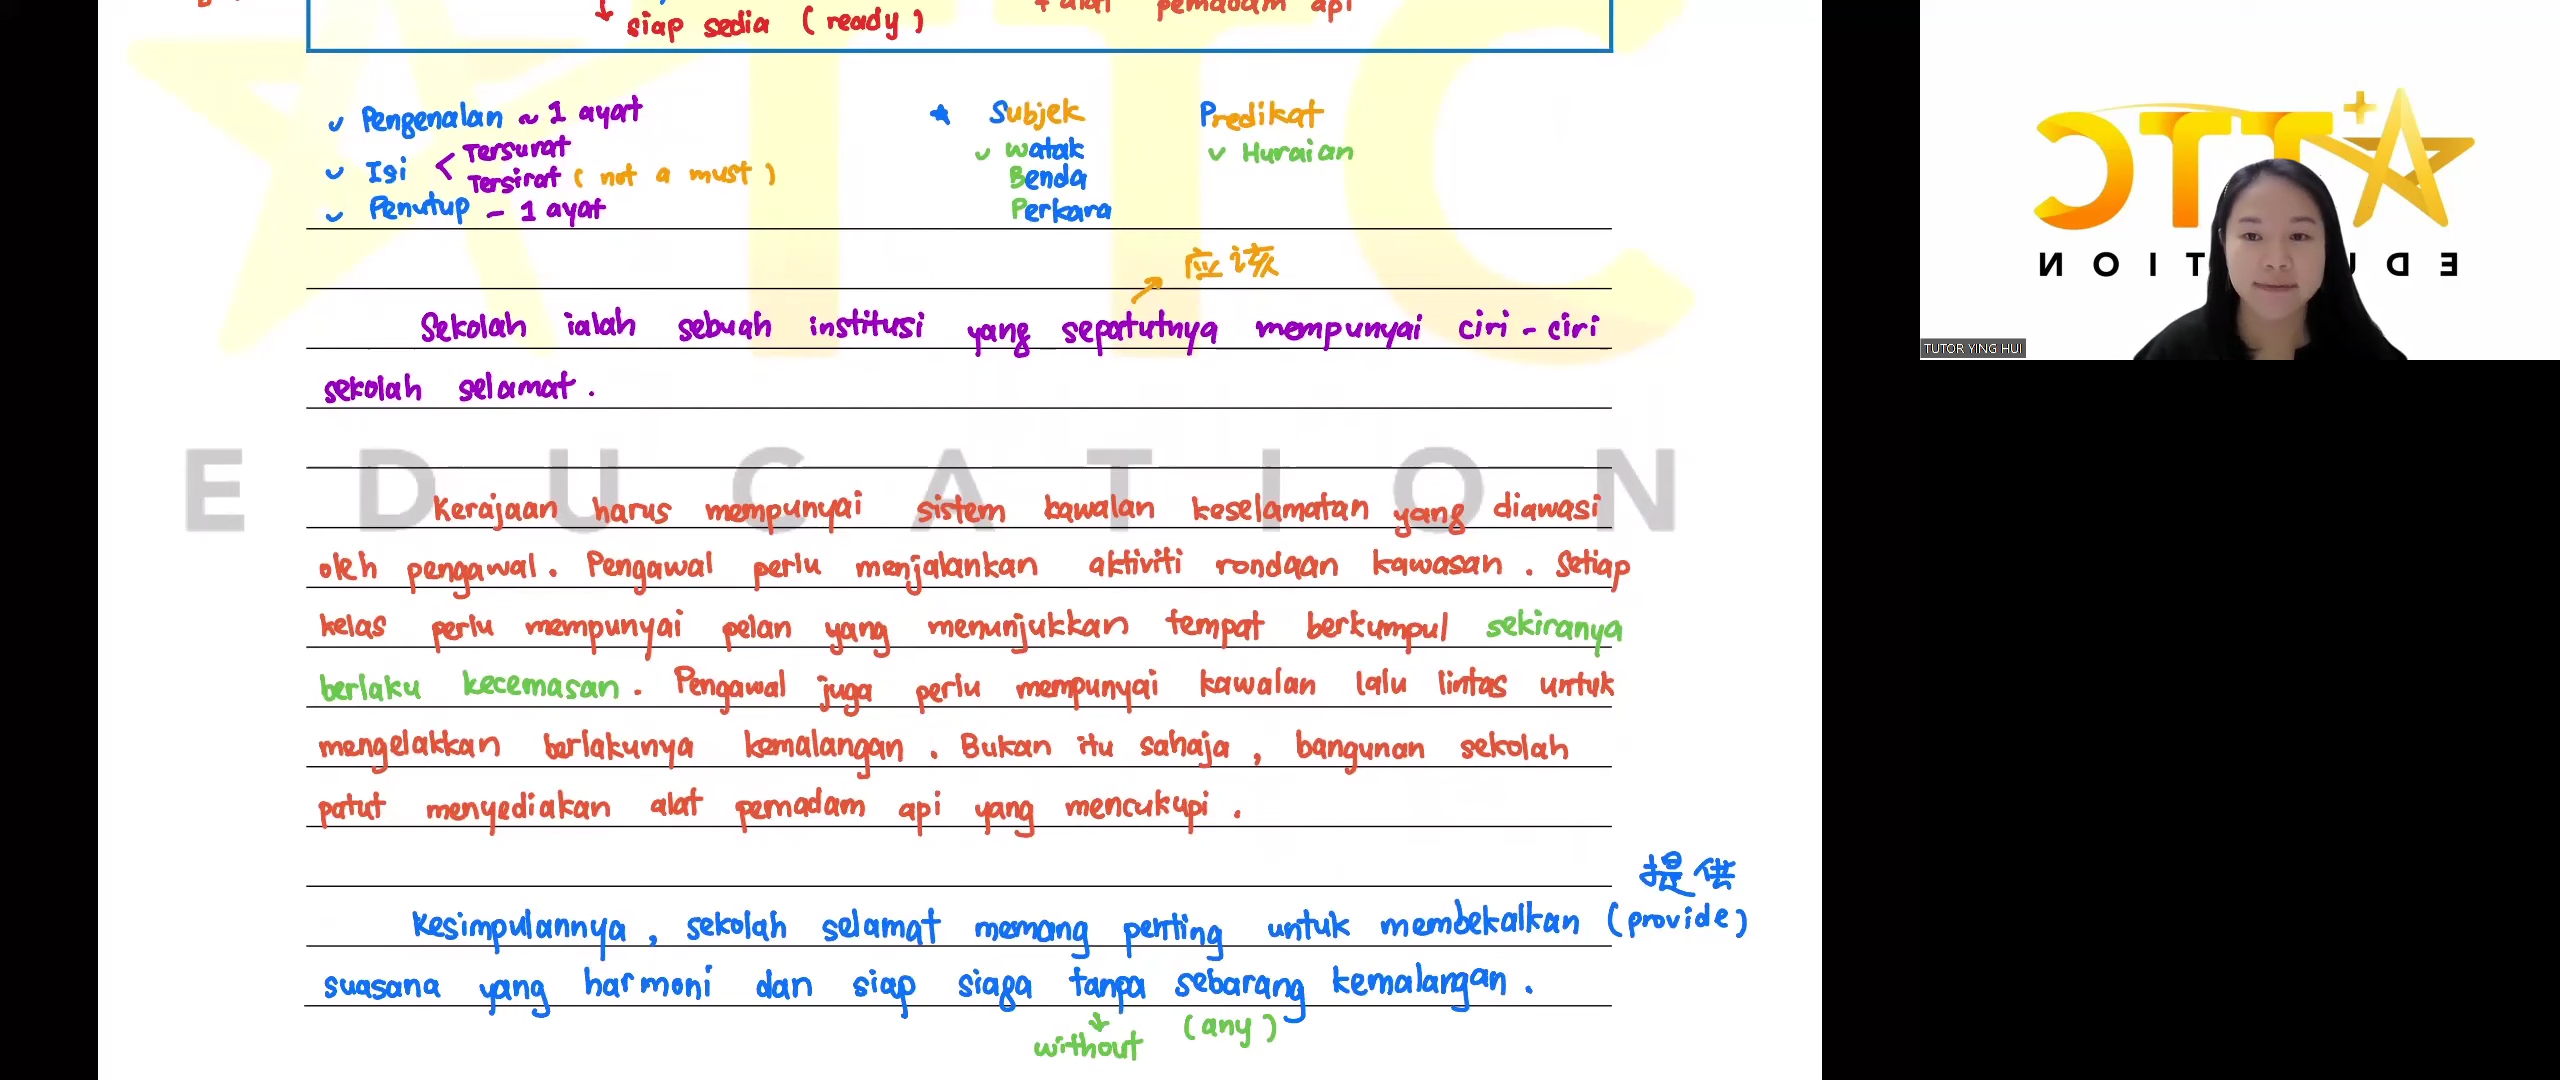 siap sedia (ready)
pemadam api
Pengenalan ~ 1 ayat
Isi < Tersurat
Tersirat (not a must)
Penutup - 1 ayat
Subjek Predikat
Watak Huraian
Benda
Perkara
应该
Sekolah ialah sebuah institusi yang sepatutnya mempunyai ciri-ciri
sekolah selamat.
EDUCATION
Kerajaan harus mempunyai sistem kawalan keselamatan yang diawasi
oleh pengawal. Pengawal perlu menjalankan aktiviti rondaan kawasan. Setiap
kelas perlu mempunyai pelan yang menunjukkan tempat berkumpul sekiranya
berlaku kecemasan. Pengawal juga perlu mempunyai kawalan lalu lintas untuk
mengelakkan berlakunya kemalangan. Bukan itu sahaja, bangunan sekolah
patut menyediakan alat pemadam api yang mencukupi.
提供
Kesimpulannya, sekolah selamat memang penting untuk membekalkan (provide)
suasana yang harmoni dan siap siaga tanpa sebarang kemalangan.
without (any)
TUTOR YING HUI